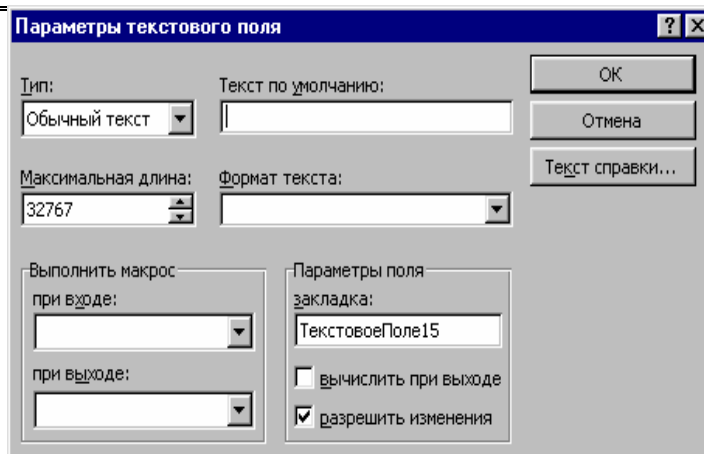 Параметры текстового поля
Тип:
Обычный текст
Текст по умолчанию:
Максимальная длина:
32767
Формат текста:
Выполнить макрос
при входе:
при выходе:
Параметры поля
закладка:
ТекстовоеПоле15
вычислить при выходе
разрешить изменения
ОК
Отмена
Текст справки...